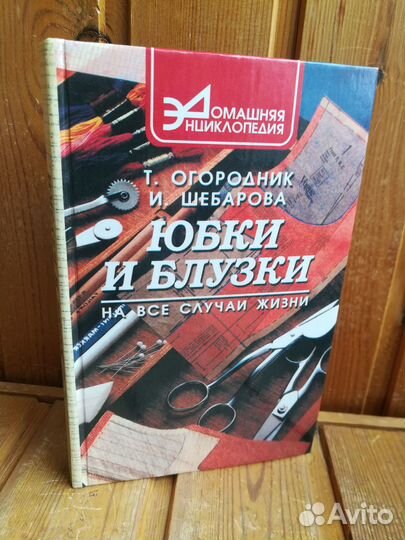 ДОМАШНЯЯ
ЭНЦИКЛОПЕДИЯ
Т. ОГОРОДНИК
И. ШЕБАРОВА
ЮБКИ
И БЛУЗКИ
НА ВСЕ СЛУЧАИ ЖИЗНИ
Avito